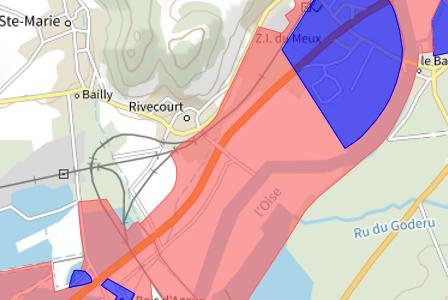 Ste-Marie
Z.I. du Meux
le Ba
Bailly
Rivecourt
l'Oise
Ru du Goderu